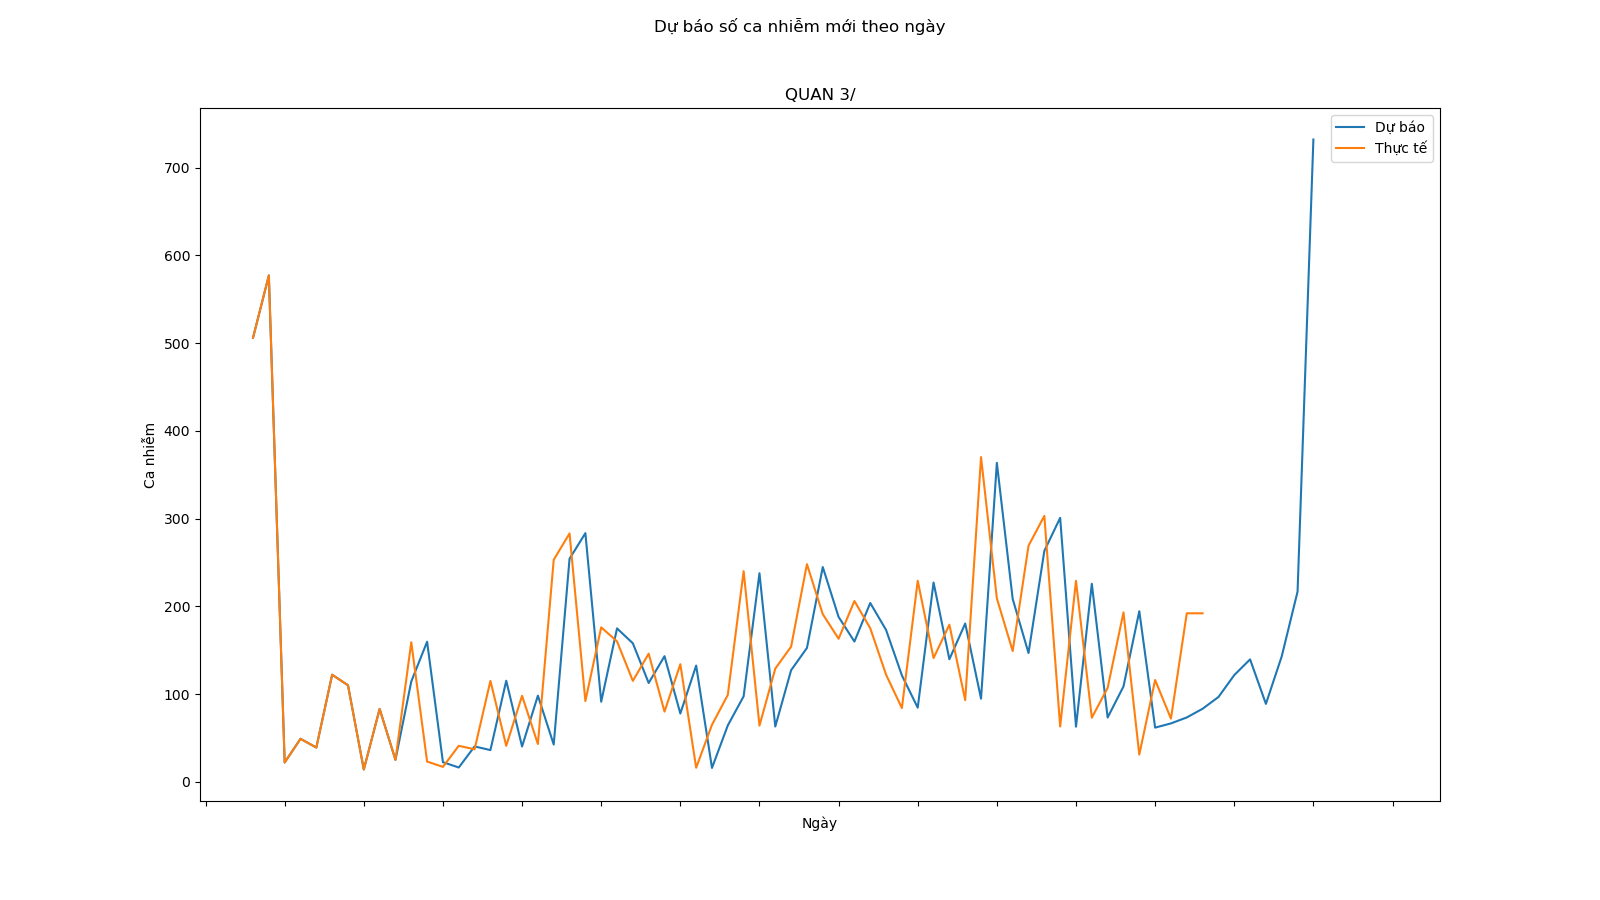 Dự báo số ca nhiễm mới theo ngày
QUAN 3/
Dự báo
Thực tế
700
600
500
400
300
200
100
0
Ca nhiễm
Ngày